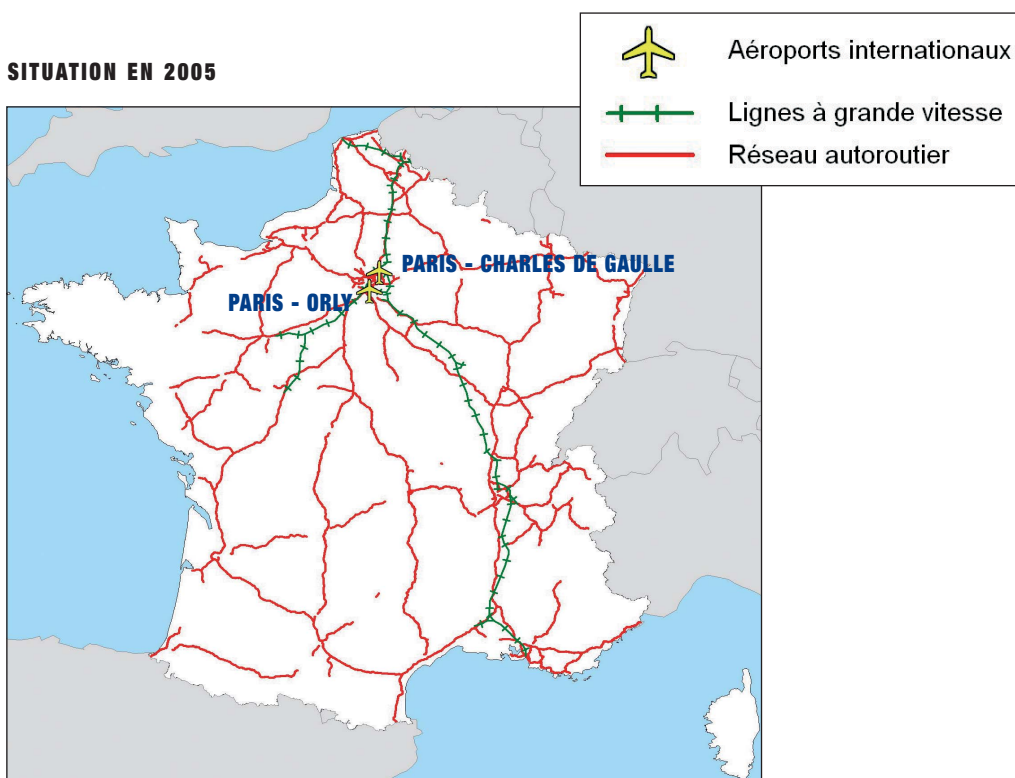 SITUATION EN 2005
Aéroports internationaux
Lignes à grande vitesse
Réseau autoroutier
PARIS - CHARLES DE GAULLE
PARIS - ORLY